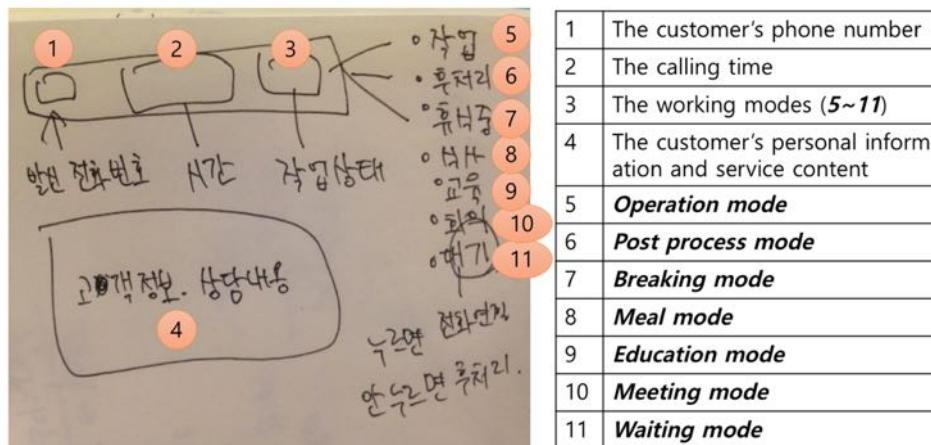 1 2 3
• 작업 5
• 후처리 6
• 휴식중 7
• 식사 8
• 교육 9
• 회의 10
• 대기 11
발신 전화번호 시간 작업상태
고객정보. 상담내용
4
누르면 전화연결
안누르면 후처리.
1 The customer's phone number
2 The calling time
3 The working modes (5~11)
4 The customer's personal inform
ation and service content
5 Operation mode
6 Post process mode
7 Breaking mode
8 Meal mode
9 Education mode
10 Meeting mode
11 Waiting mode